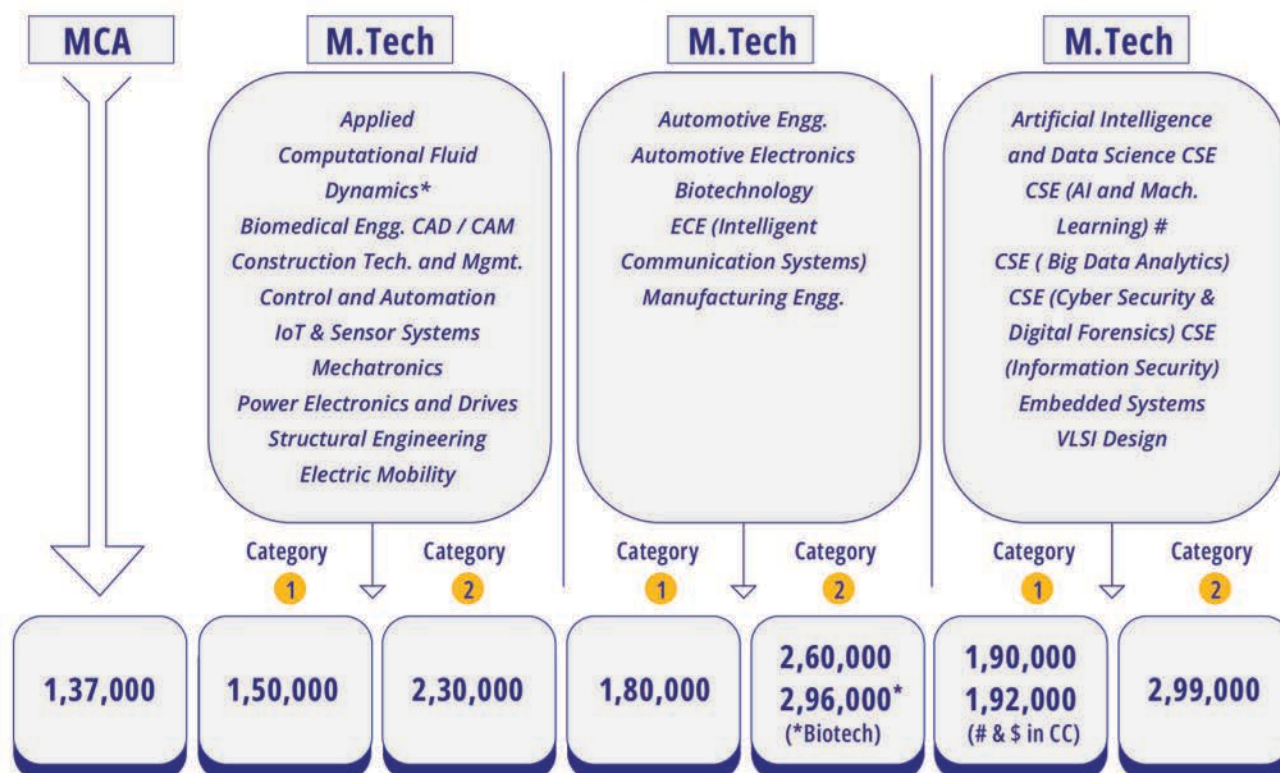 MCA
M.Tech
Applied
Computational Fluid
Dynamics*
Biomedical Engg. CAD / CAM
Construction Tech. and Mgmt.
Control and Automation
IoT & Sensor Systems
Mechatronics
Power Electronics and Drives
Structural Engineering
Electric Mobility
M.Tech
Automotive Engg.
Automotive Electronics
Biotechnology
ECE (Intelligent
Communication Systems)
Manufacturing Engg.
M.Tech
Artificial Intelligence
and Data Science CSE
CSE (AI and Mach.
Learning) #
CSE ( Big Data Analytics)
CSE (Cyber Security &
Digital Forensics) CSE
(Information Security)
Embedded Systems
VLSI Design
Category
1
Category
2
Category
1
Category
2
Category
1
Category
2
1,37,000
1,50,000
2,30,000
1,80,000
2,60,000
2,96,000*
(*Biotech)
1,90,000
1,92,000
(# & $ in CC)
2,99,000